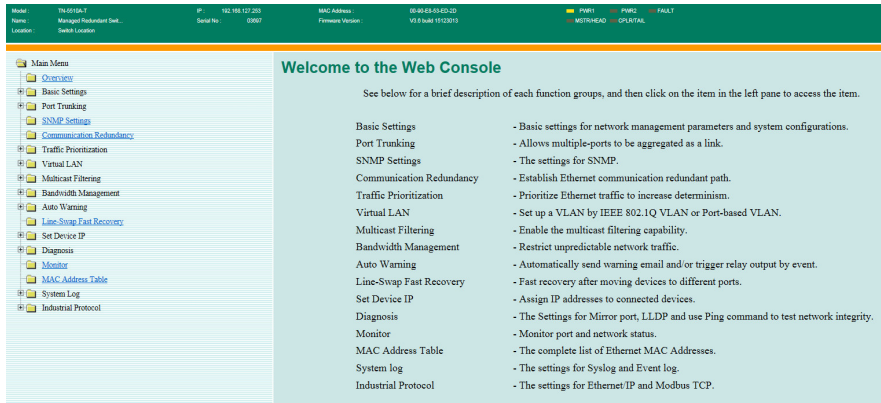 Model : TN-5510A-T IP : 192.168.127.253 MAC Address : 00-90-E8-53-ED-2D PWR1 PWR2 FAULT
Name : Managed Redundant Swit... Serial No : 03697 Firmware Version : V3.8 build 15123013 MSTR/HEAD CPLR/TAIL
Location : Switch Location
Main Menu
Overview
Basic Settings
Port Trunking
SNMP Settings
Communication Redundancy
Traffic Prioritization
Virtual LAN
Multicast Filtering
Bandwidth Management
Auto Warning
Line-Swap Fast Recovery
Set Device IP
Diagnosis
Monitor
MAC Address Table
System Log
Industrial Protocol
Welcome to the Web Console
See below for a brief description of each function groups, and then click on the item in the left pane to access the item.
Basic Settings - Basic settings for network management parameters and system configurations.
Port Trunking - Allows multiple-ports to be aggregated as a link.
SNMP Settings - The settings for SNMP.
Communication Redundancy - Establish Ethernet communication redundant path.
Traffic Prioritization - Prioritize Ethernet traffic to increase determinism.
Virtual LAN - Set up a VLAN by IEEE 802.1Q VLAN or Port-based VLAN.
Multicast Filtering - Enable the multicast filtering capability.
Bandwidth Management - Restrict unpredictable network traffic.
Auto Warning - Automatically send warning email and/or trigger relay output by event.
Line-Swap Fast Recovery - Fast recovery after moving devices to different ports.
Set Device IP - Assign IP addresses to connected devices.
Diagnosis - The Settings for Mirror port, LLDP and use Ping command to test network integrity.
Monitor - Monitor port and network status.
MAC Address Table - The complete list of Ethernet MAC Addresses.
System log - The settings for Syslog and Event log.
Industrial Protocol - The settings for Ethernet/IP and Modbus TCP.